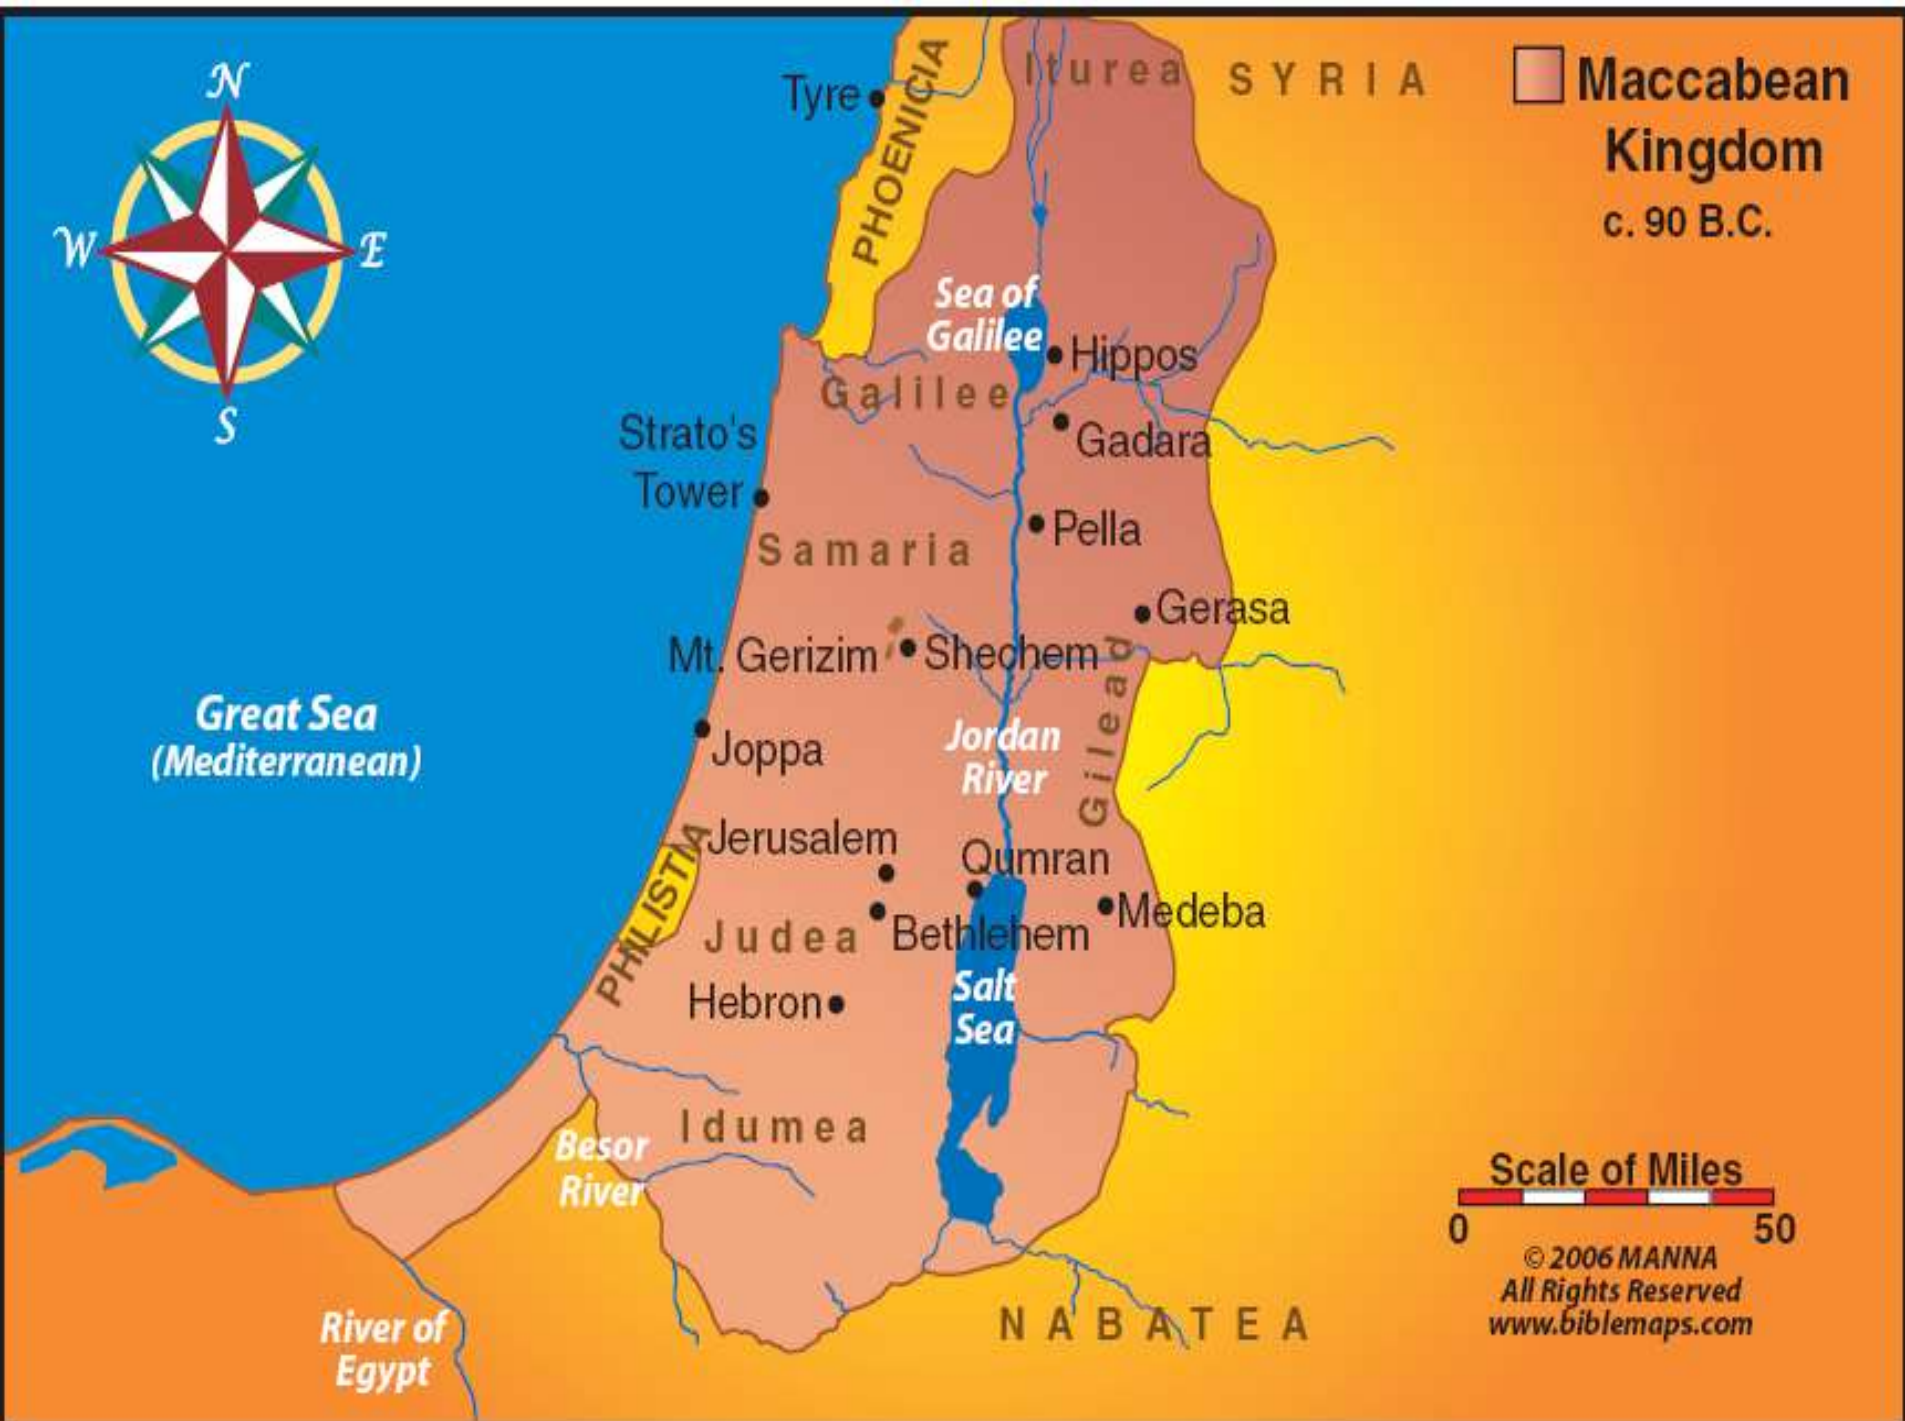 N
W
E
S
Tyre
PHOENICIA
Iturea
SYRIA
Maccabean
Kingdom
c. 90 B.C.
Sea of
Galilee
Hippos
Galilee
Gadara
Strato's
Tower
Pella
Samaria
Gerasa
Mt. Gerizim
Shechem
Great Sea
(Mediterranean)
Joppa
Jordan
River
Gilead
Jerusalem
Qumran
PHILISTIA
Medeba
Judea
Bethlehem
Hebron
Salt
Sea
Idumea
Besor
River
River of
Egypt
NABATEA
Scale of Miles
0 50
© 2006 MANNA
All Rights Reserved
www.biblemaps.com